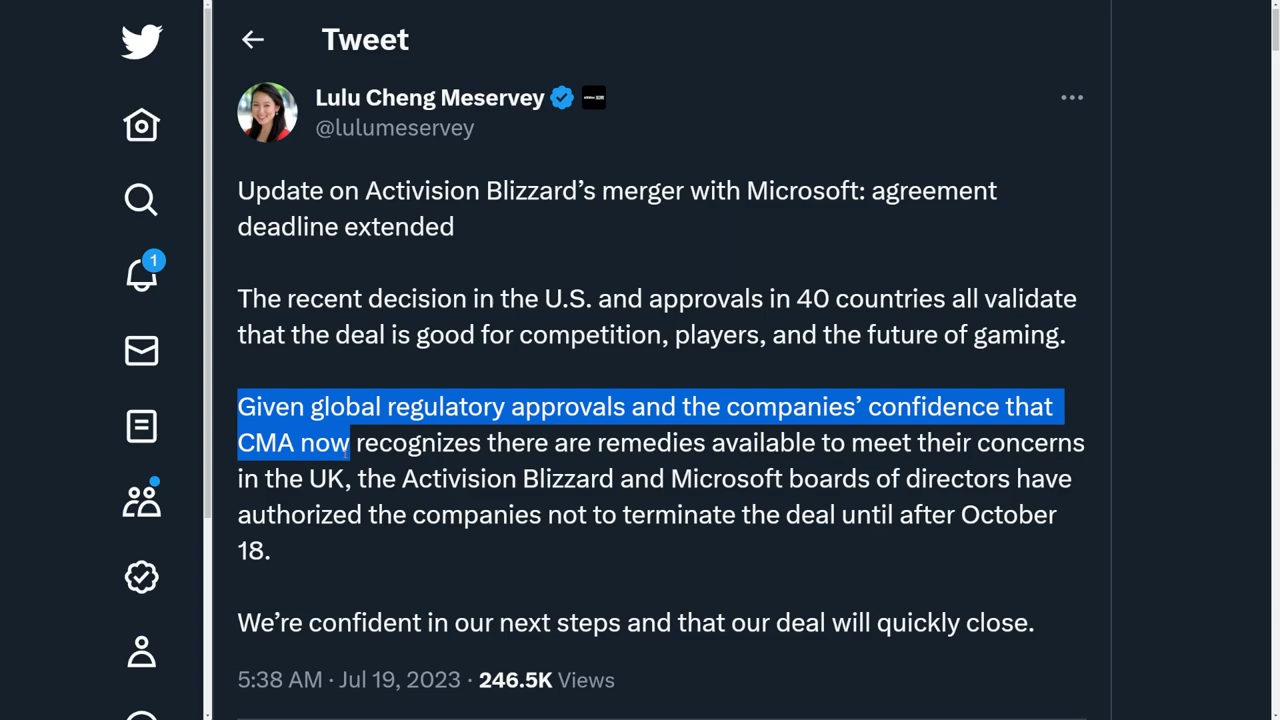 Tweet
Lulu Cheng Meservey
@lulumeservey
Update on Activision Blizzard’s merger with Microsoft: agreement
deadline extended
The recent decision in the U.S. and approvals in 40 countries all validate
that the deal is good for competition, players, and the future of gaming.
Given global regulatory approvals and the companies’ confidence that
CMA now recognizes there are remedies available to meet their concerns
in the UK, the Activision Blizzard and Microsoft boards of directors have
authorized the companies not to terminate the deal until after October
18.
We’re confident in our next steps and that our deal will quickly close.
5:38 AM · Jul 19, 2023 · 246.5K Views
1